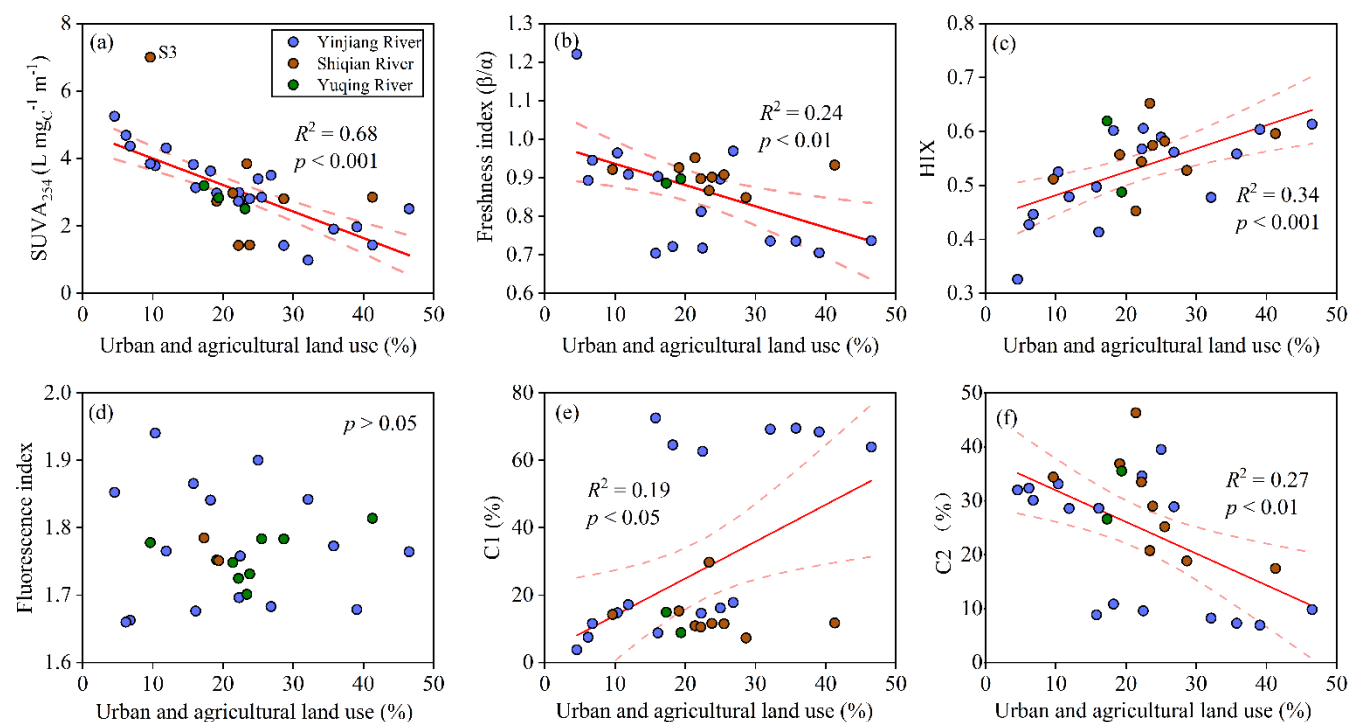 (a)
S3
Yinjiang River
Shiqian River
Yuqing River
R² = 0.68
p < 0.001
SUVA₂₅₄ (L mg_C⁻¹ m⁻¹)
8
6
4
2
0
0 10 20 30 40 50
Urban and agricultural land use (%)
(b)
R² = 0.24
p < 0.01
Freshness index (β/α)
1.3
1.2
1.1
1.0
0.9
0.8
0.7
0.6
0 10 20 30 40 50
Urban and agricultural land use (%)
(c)
R² = 0.34
p < 0.001
HIX
0.8
0.7
0.6
0.5
0.4
0.3
0 10 20 30 40 50
Urban and agricultural land use (%)
(d)
p > 0.05
Fluorescence index
2.0
1.9
1.8
1.7
1.6
0 10 20 30 40 50
Urban and agricultural land use (%)
(e)
R² = 0.19
p < 0.05
C1 (%)
80
60
40
20
0
0 10 20 30 40 50
Urban and agricultural land use (%)
(f)
R² = 0.27
p < 0.01
C2 (%)
50
40
30
20
10
0
0 10 20 30 40 50
Urban and agricultural land use (%)